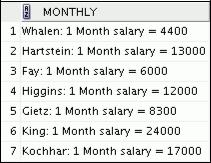 MONTHLY
1 Whalen: 1 Month salary = 4400
2 Hartstein: 1 Month salary = 13000
3 Fay: 1 Month salary = 6000
4 Higgins: 1 Month salary = 12000
5 Gietz: 1 Month salary = 8300
6 King: 1 Month salary = 24000
7 Kochhar: 1 Month salary = 17000